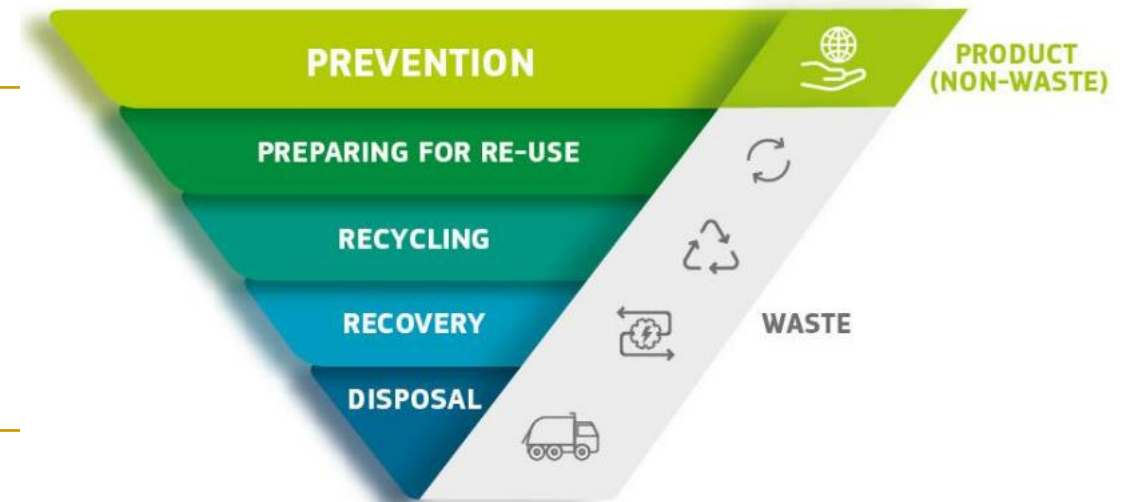 PREVENTION
PRODUCT
(NON-WASTE)
PREPARING FOR RE-USE
RECYCLING
RECOVERY
WASTE
DISPOSAL